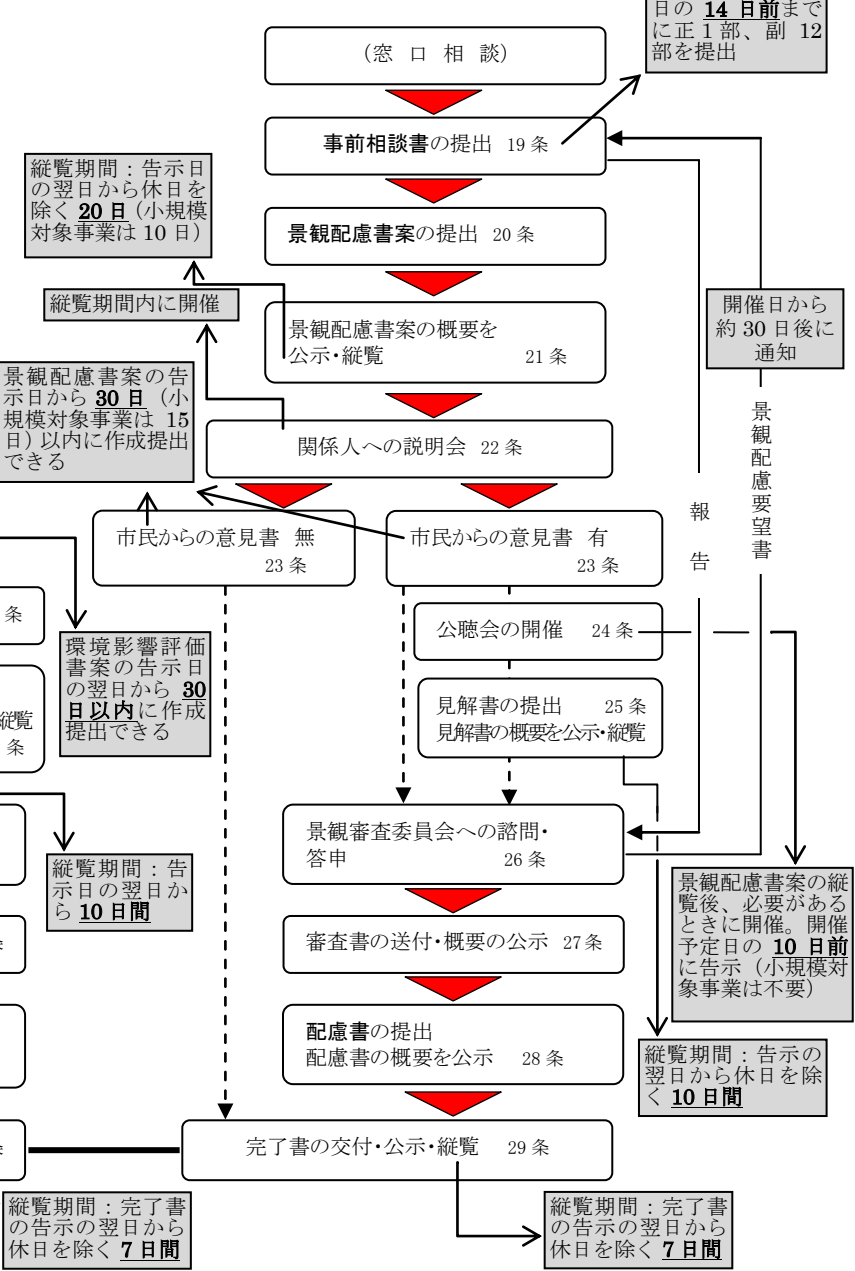 日の 14 日前まで
に正１部、副 12
部を提出
(窓 口 相 談)
事前相談書の提出 19 条
縦覧期間：告示日
の翌日から休日を
除く 20 日（小規模
対象事業は 10 日）
景観配慮書案の提出 20 条
縦覧期間内に開催
景観配慮書案の概要を
公示・縦覧 21 条
開催日から
約 30 日後に
通知
景観配慮書案の告
示日から 30 日（小
規模対象事業は 15
日）以内に作成提出
できる
関係人への説明会 22 条
景観配慮要望書
報告
市民からの意見書 無
23 条
市民からの意見書 有
23 条
条
公聴会の開催 24 条
環境影響評価
書案の告示日
の翌日から 30
日以内に作成
提出できる
縦覧
条
見解書の提出 25 条
見解書の概要を公示・縦覧
景観審査委員会への諮問・
答申 26 条
縦覧期間：告
示日の翌日か
ら 10 日間
景観配慮書案の縦
覧後、必要がある
ときに開催。開催
予定日の 10 日前
に告示（小規模対
象事業は不要）
審査書の送付・概要の公示 27 条
配慮書の提出
配慮書の概要を公示 28 条
縦覧期間：告示の
翌日から休日を除
く 10 日間
完了書の交付・公示・縦覧 29 条
縦覧期間：完了書
の告示の翌日から
休日を除く 7 日間
縦覧期間：完了書
の告示の翌日から
休日を除く 7 日間